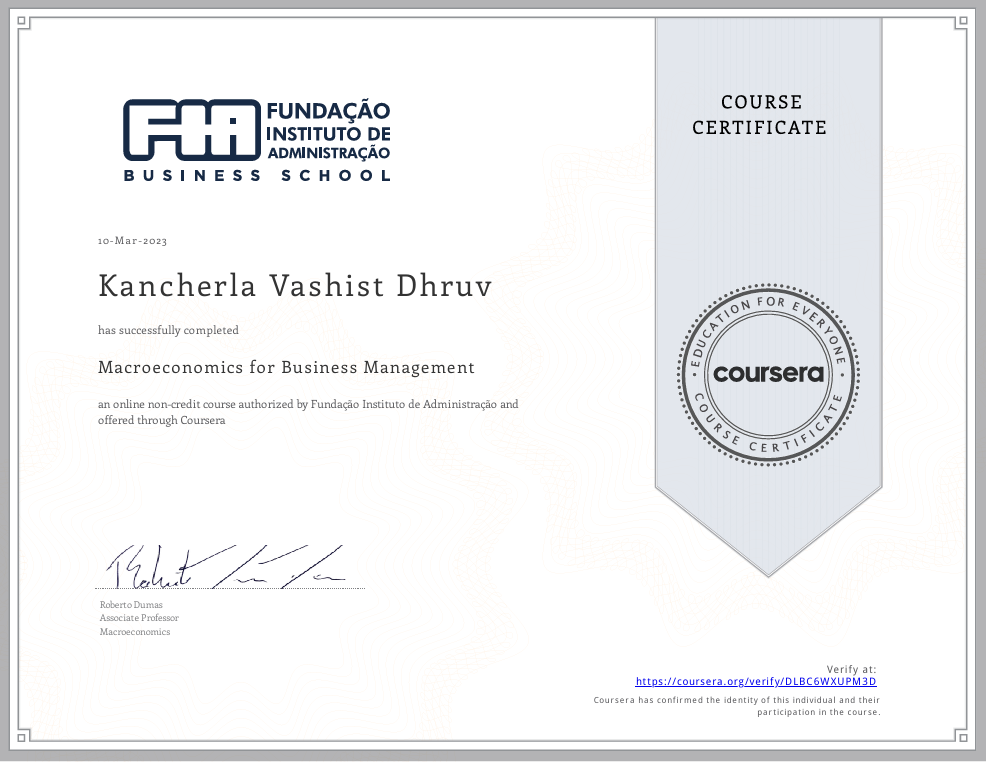 FIA FUNDAÇÃO
INSTITUTO DE
ADMINISTRAÇÃO
BUSINESS SCHOOL
COURSE
CERTIFICATE
10-Mar-2023
Kancherla Vashist Dhruv
has successfully completed
Macroeconomics for Business Management
an online non-credit course authorized by Fundação Instituto de Administração and
offered through Coursera
EDUCATION FOR EVERYONE
coursera
COURSE CERTIFICATE
Roberto Dumas
Associate Professor
Macroeconomics
Verify at:
https://coursera.org/verify/DLBC6WXUPM3D
Coursera has confirmed the identity of this individual and their
participation in the course.